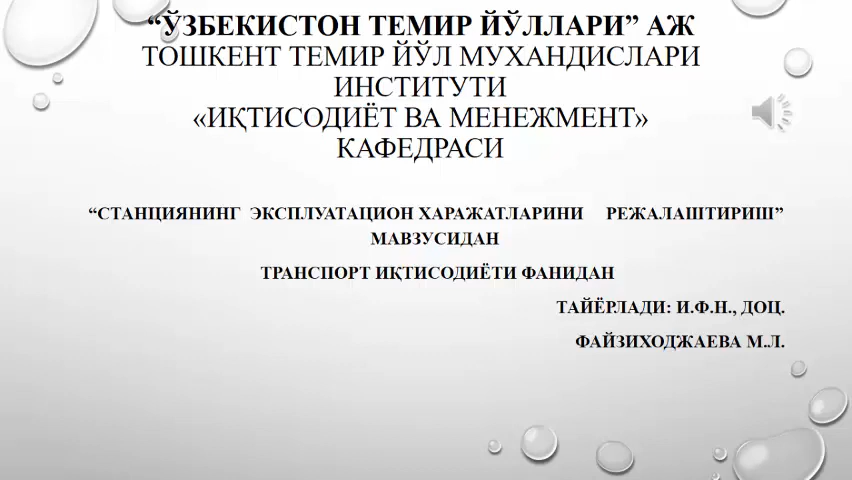 “ЎЗБЕКИСТОН ТЕМИР ЙЎЛЛАРИ” АЖ
ТОШКЕНТ ТЕМИР ЙЎЛ МУХАНДИСЛАРИ
ИНСТИТУТИ
«ИҚТИСОДИЁТ ВА МЕНЕЖМЕНТ»
КАФЕДРАСИ
“СТАНЦИЯНИНГ ЭКСПЛУАТАЦИОН ХАРАЖАТЛАРИНИ РЕЖАЛАШТИРИШ”
МАВЗУСИДАН
ТРАНСПОРТ ИҚТИСОДИЁТИ ФАНИДАН
ТАЙЁРЛАДИ: И.Ф.Н., ДОЦ.
ФАЙЗИХОДЖАЕВА М.Л.